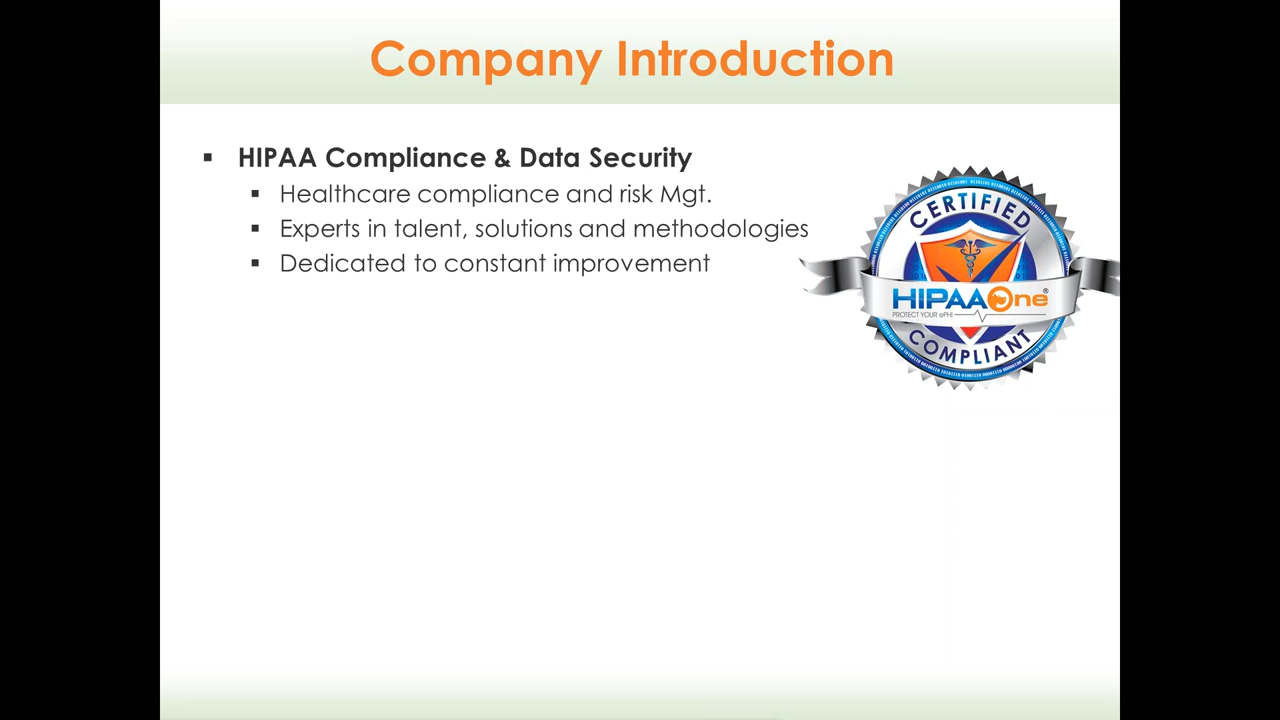 Company Introduction
▪ HIPAA Compliance & Data Security
▪ Healthcare compliance and risk Mgt.
▪ Experts in talent, solutions and methodologies
▪ Dedicated to constant improvement
CERTIFIED
HIPAA One®
PROTECT YOUR ePHI
COMPLIANT